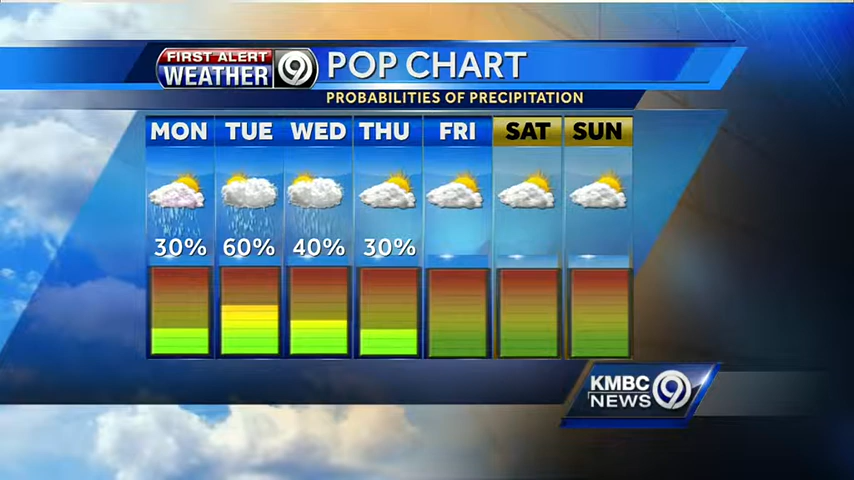 FIRST ALERT
WEATHER 9
POP CHART
PROBABILITIES OF PRECIPITATION
MON TUE WED THU FRI SAT SUN
30% 60% 40% 30%
KMBC 9
NEWS